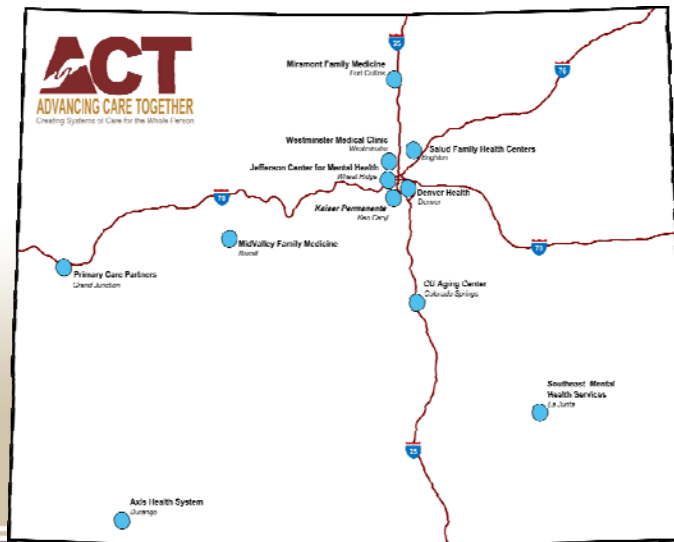 ACT
ADVANCING CARE TOGETHER
Creating Systems of Care for the Whole Person
25
76
Miramont Family Medicine
Fort Collins
Westminster Medical Clinic
Westminster
Salud Family Health Centers
Brighton
Jefferson Center for Mental Health
Wheat Ridge
Denver Health
Denver
70
Kaiser Permanente
Ken Caryl
MidValley Family Medicine
Basalt
70
Primary Care Partners
Grand Junction
CU Aging Center
Colorado Springs
Southeast Mental
Health Services
La Junta
25
Axis Health System
Durango